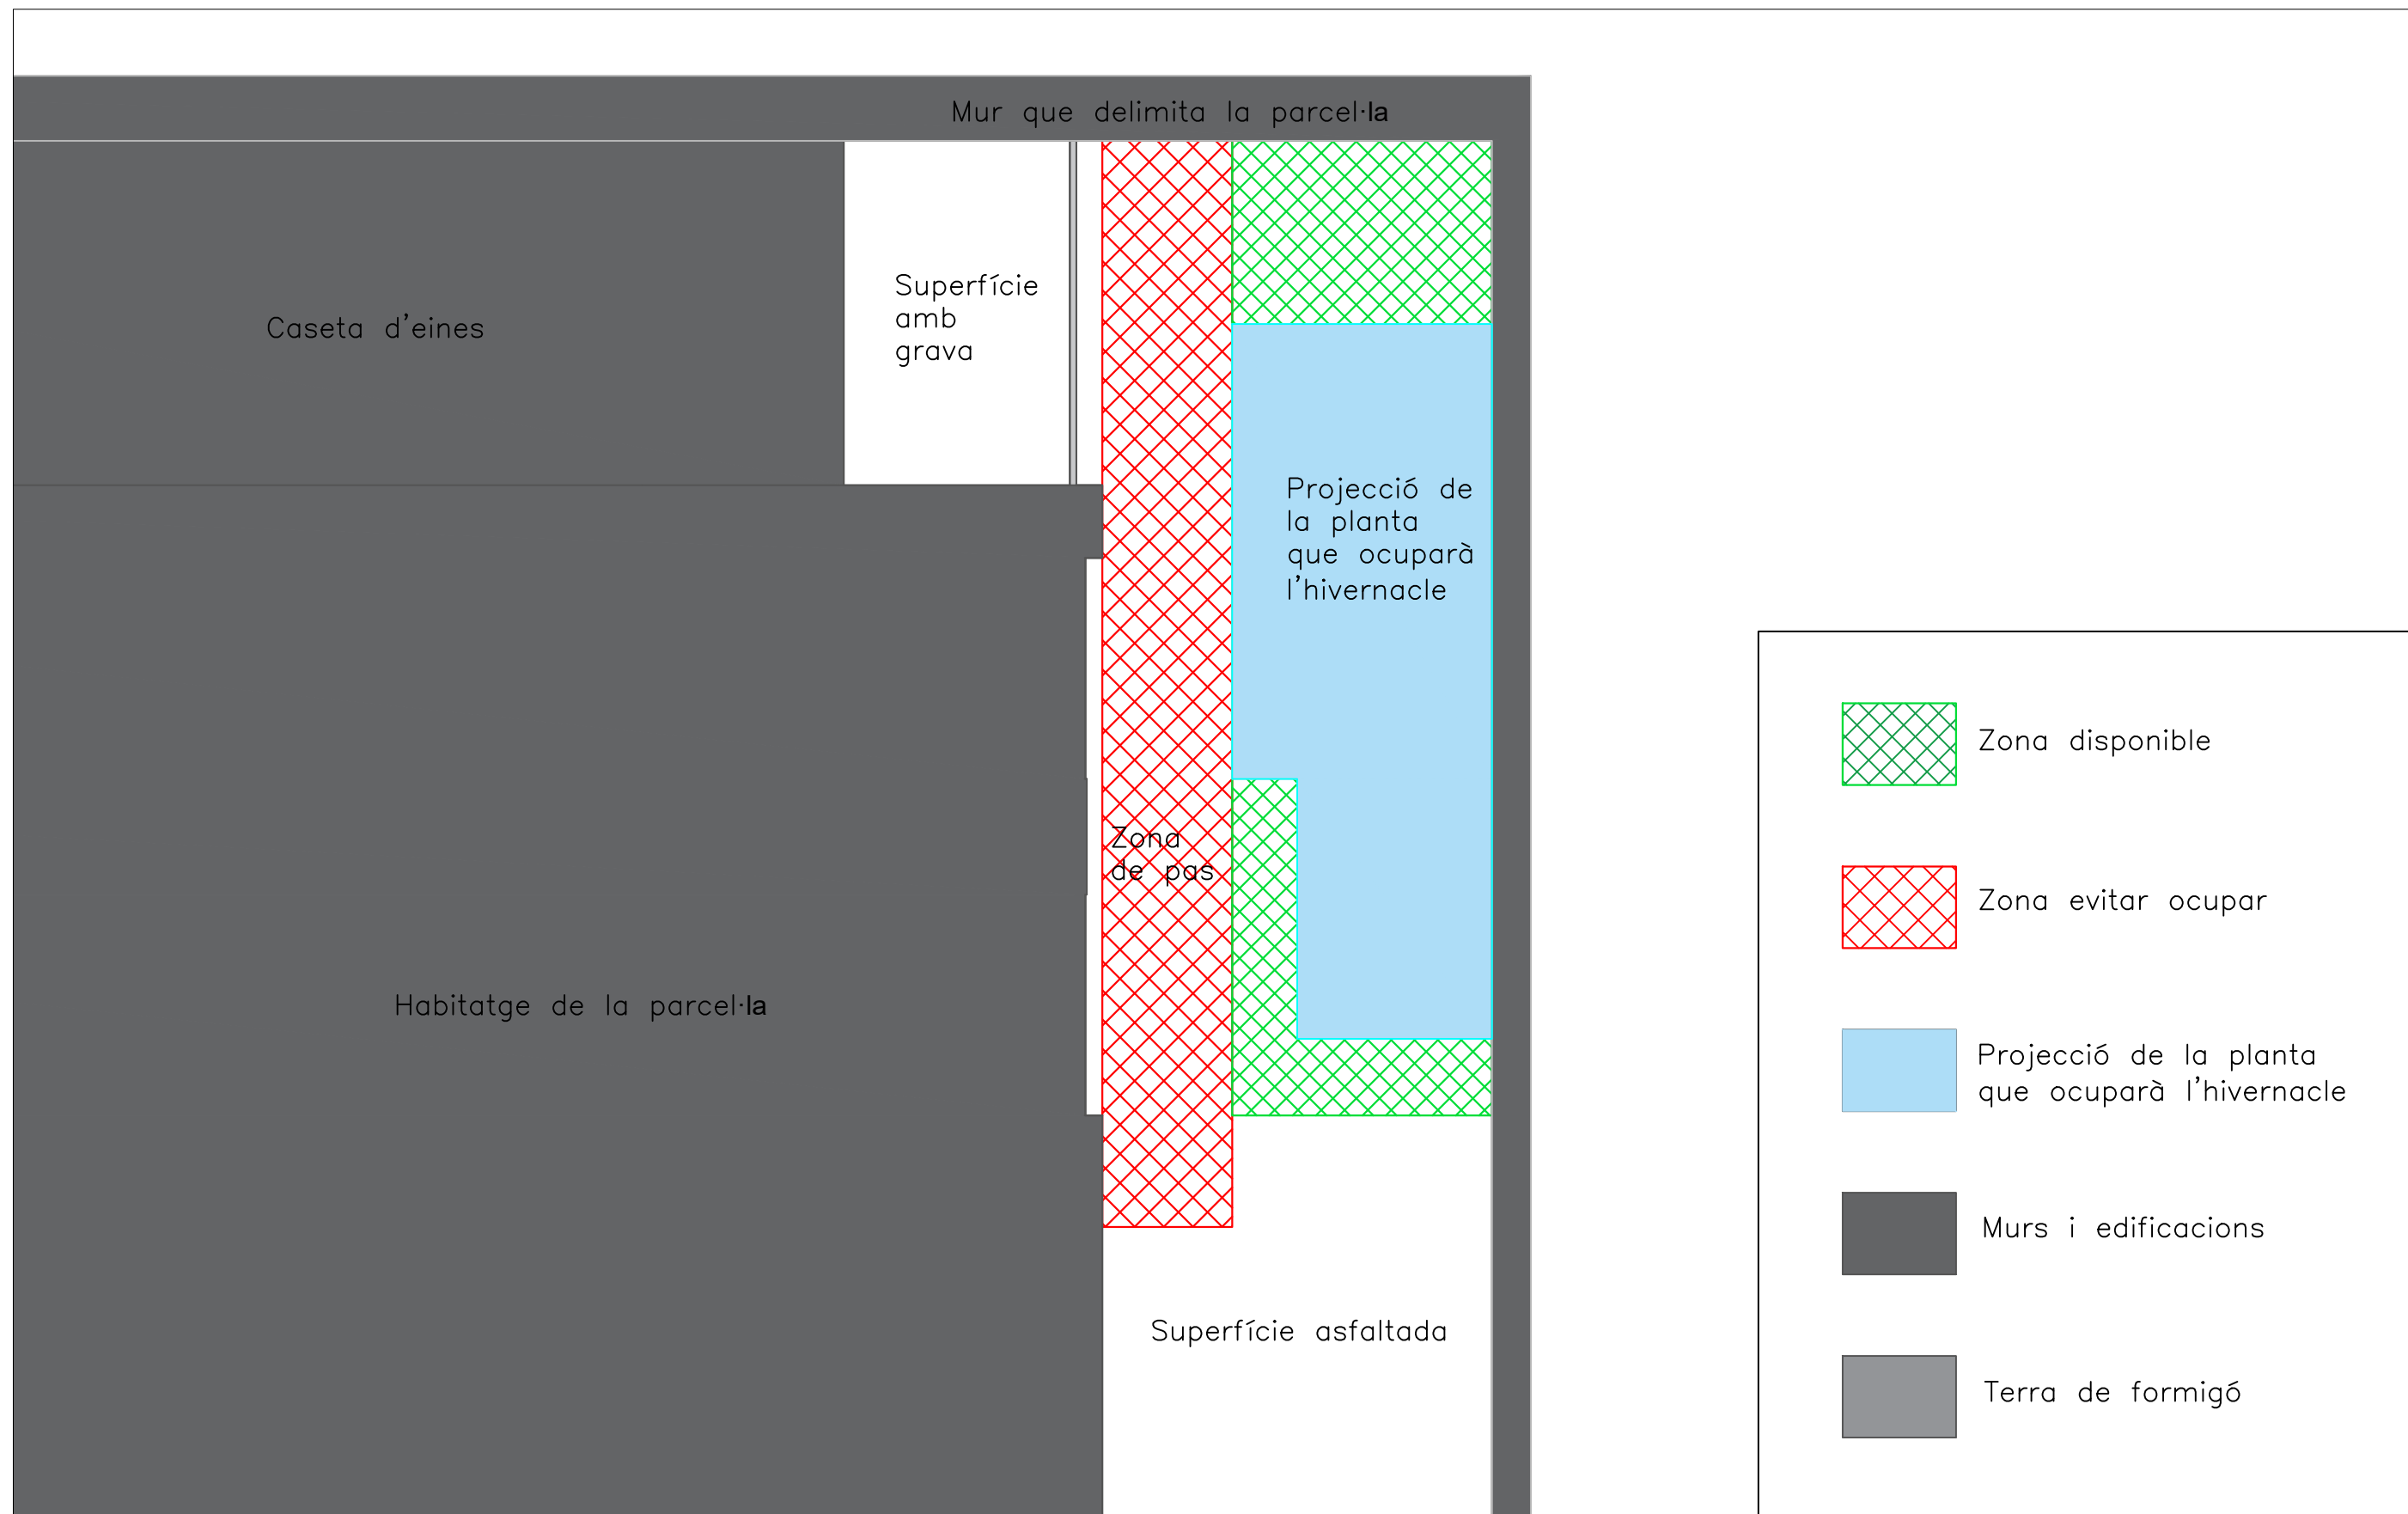 Mur que delimita la parcel·la
Superfície
amb
grava
Caseta d'eines
Projecció de
la planta
que ocuparà
l'hivernacle
Zona
de pas
Habitatge de la parcel·la
Superfície asfaltada
Zona disponible
Zona evitar ocupar
Projecció de la planta
que ocuparà l'hivernacle
Murs i edificacions
Terra de formigó